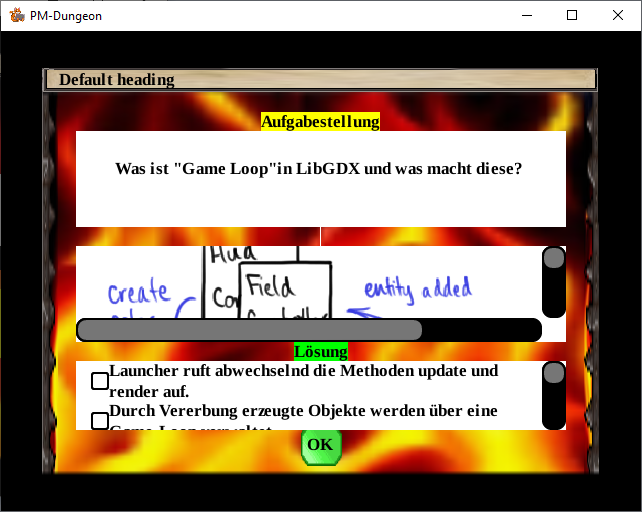 PM-Dungeon
Default heading
Aufgabestellung
Was ist "Game Loop"in LibGDX und was macht diese?
Hud
create
Field
entity added
Lösung
Launcher ruft abwechselnd die Methoden update und
render auf.
Durch Vererbung erzeugte Objekte werden über eine
OK